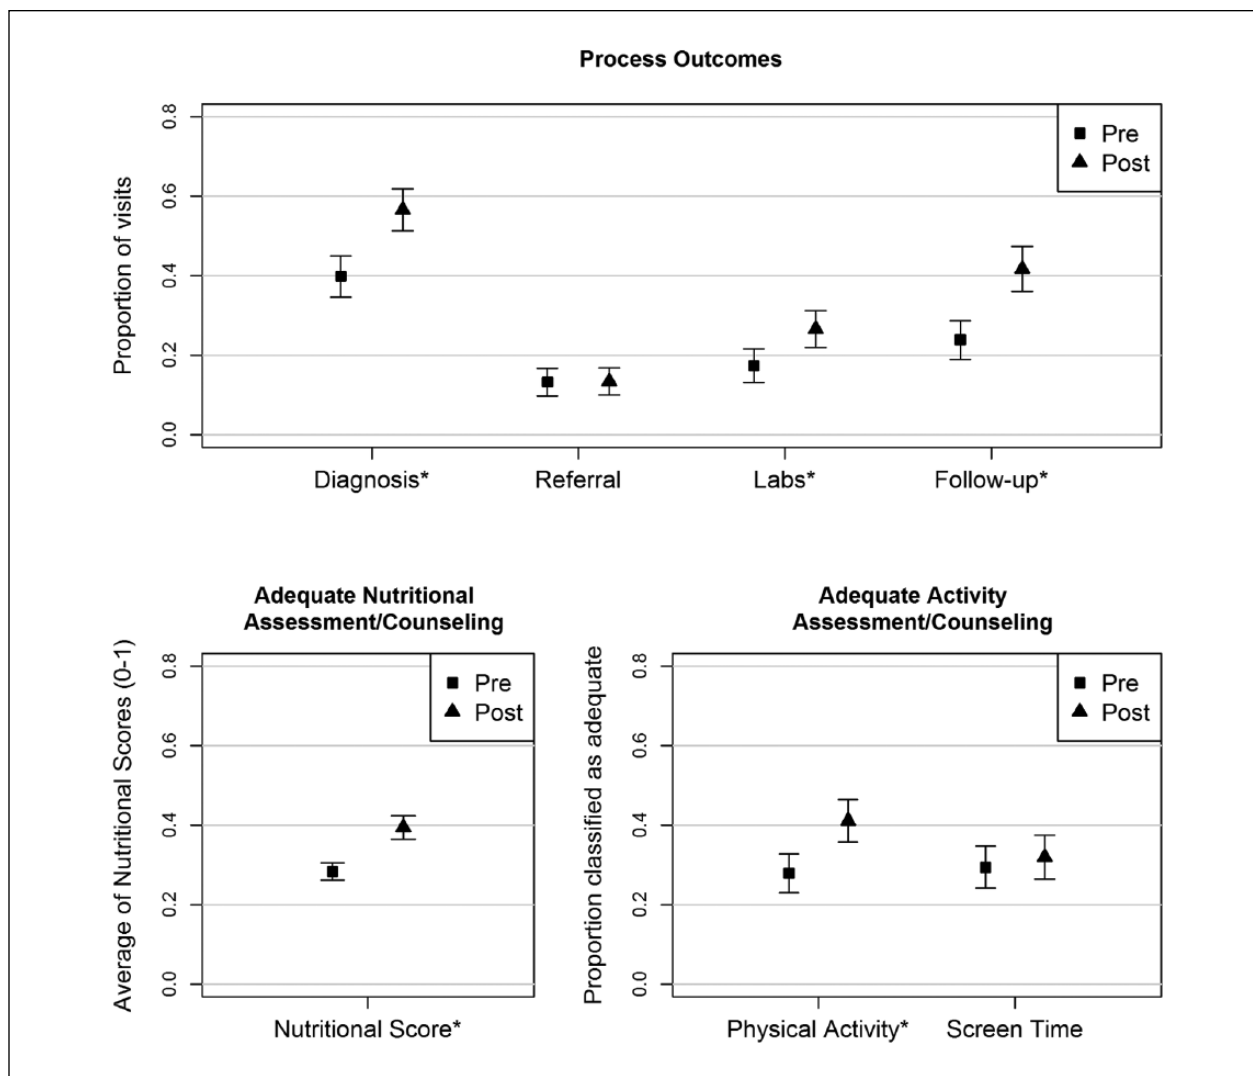 Process Outcomes
Proportion of visits
0.8
0.6
0.4
0.2
0.0
Pre
Post
Diagnosis*
Referral
Labs*
Follow-up*
Adequate Nutritional
Assessment/Counseling
Average of Nutritional Scores (0-1)
0.8
0.6
0.4
0.2
0.0
Pre
Post
Nutritional Score*
Adequate Activity
Assessment/Counseling
Proportion classified as adequate
0.8
0.6
0.4
0.2
0.0
Pre
Post
Physical Activity*
Screen Time